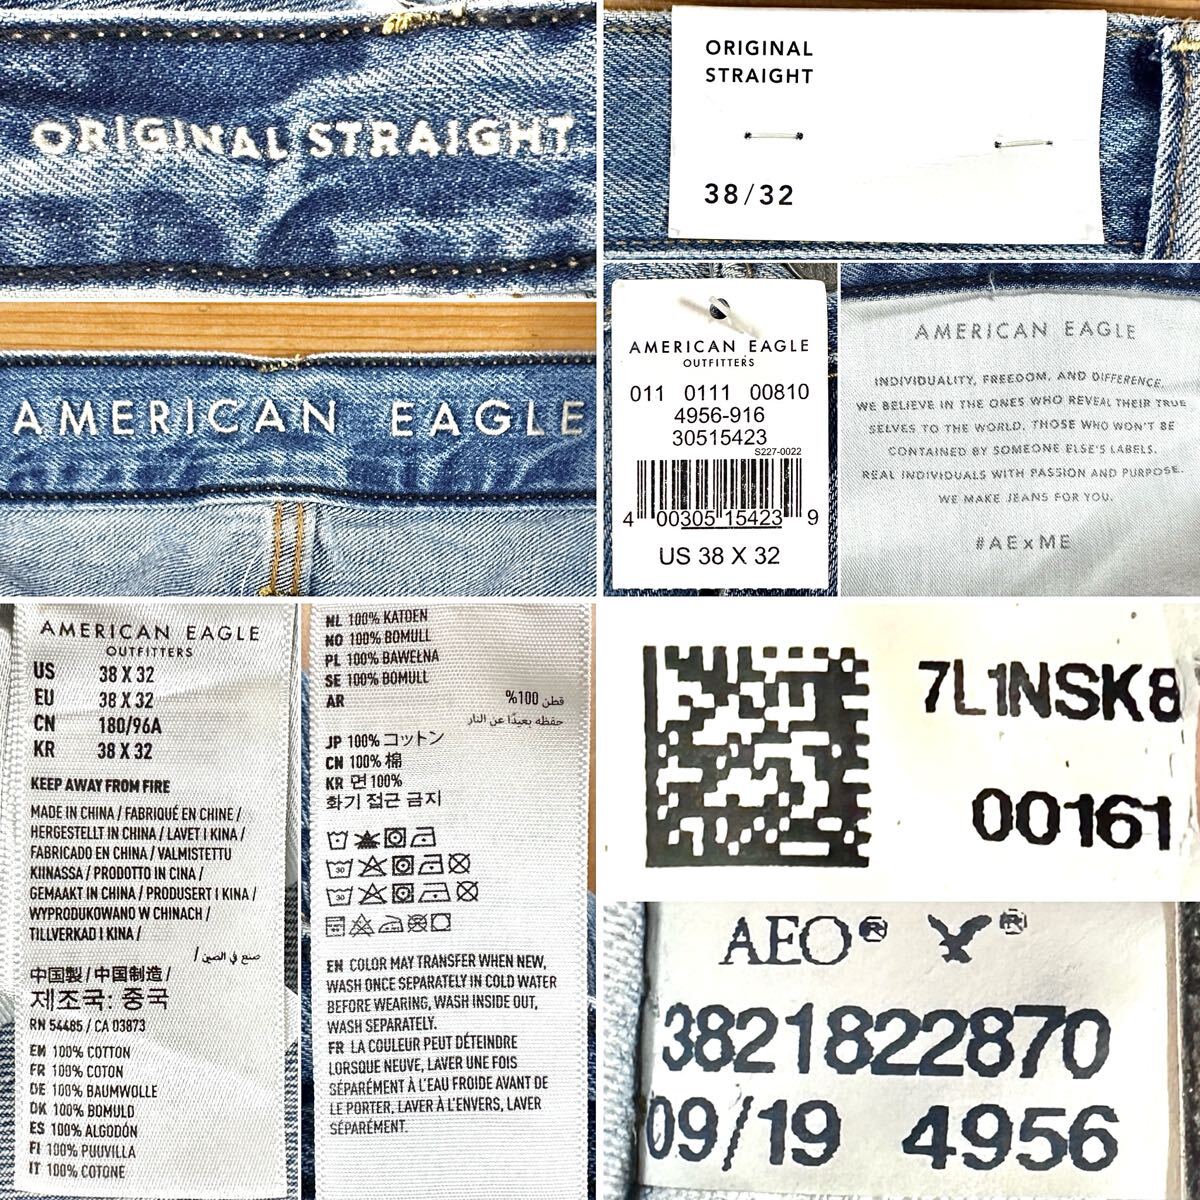 ORIGINAL STRAIGHT
ORIGINAL
STRAIGHT
38/32
AMERICAN EAGLE
AMERICAN EAGLE
OUTFITTERS
011 0111 00810
4956-916
30515423
S227-0022
4 00305 15423 9
US 38 X 32
AMERICAN EAGLE
INDIVIDUALITY, FREEDOM, AND DIFFERENCE.
WE BELIEVE IN THE ONES WHO REVEAL THEIR TRUE
SELVES TO THE WORLD. THOSE WHO WON'T BE
CONTAINED BY SOMEONE ELSE'S LABELS.
REAL INDIVIDUALS WITH PASSION AND PURPOSE.
WE MAKE JEANS FOR YOU.
#AExME
AMERICAN EAGLE
OUTFITTERS
US 38 X 32
EU 38 X 32
CN 180/96A
KR 38 X 32
KEEP AWAY FROM FIRE
MADE IN CHINA / FABRIQUÉ EN CHINE /
HERGESTELLT IN CHINA / LAVET I KINA /
FABRICADO EN CHINA / VALMISTETTU
KIINASSA / PRODOTTO IN CINA /
GEMAAKT IN CHINA / PRODUSERT I KINA /
WYPRODUKOWANO W CHINACH /
TILLVERKAD I KINA /
صنع في الصين /
中国製 / 中国制造 /
제조국: 중국
RN 54485 / CA 03873
EN 100% COTTON
FR 100% COTON
DE 100% BAUMWOLLE
DK 100% BOMULD
ES 100% ALGODÓN
FI 100% PUUVILLA
IT 100% COTONE
NL 100% KATOEN
NO 100% BOMULL
PL 100% BAWEŁNA
SE 100% BOMULL
AR قطن 100%
حفظه بعيدًا عن النار
JP 100% コットン
CN 100% 棉
KR 면 100%
화기 접근 금지
30
30
EN COLOR MAY TRANSFER WHEN NEW,
WASH ONCE SEPARATELY IN COLD WATER
BEFORE WEARING, WASH INSIDE OUT,
WASH SEPARATELY.
FR LA COULEUR PEUT DÉTEINDRE
LORSQUE NEUVE, LAVER UNE FOIS
SÉPARÉMENT À L'EAU FROIDE AVANT DE
LE PORTER, LAVER À L'ENVERS, LAVER
SÉPARÉMENT.
7L1NSK8
00161
AEO® ®
3821822870
09/19 4956